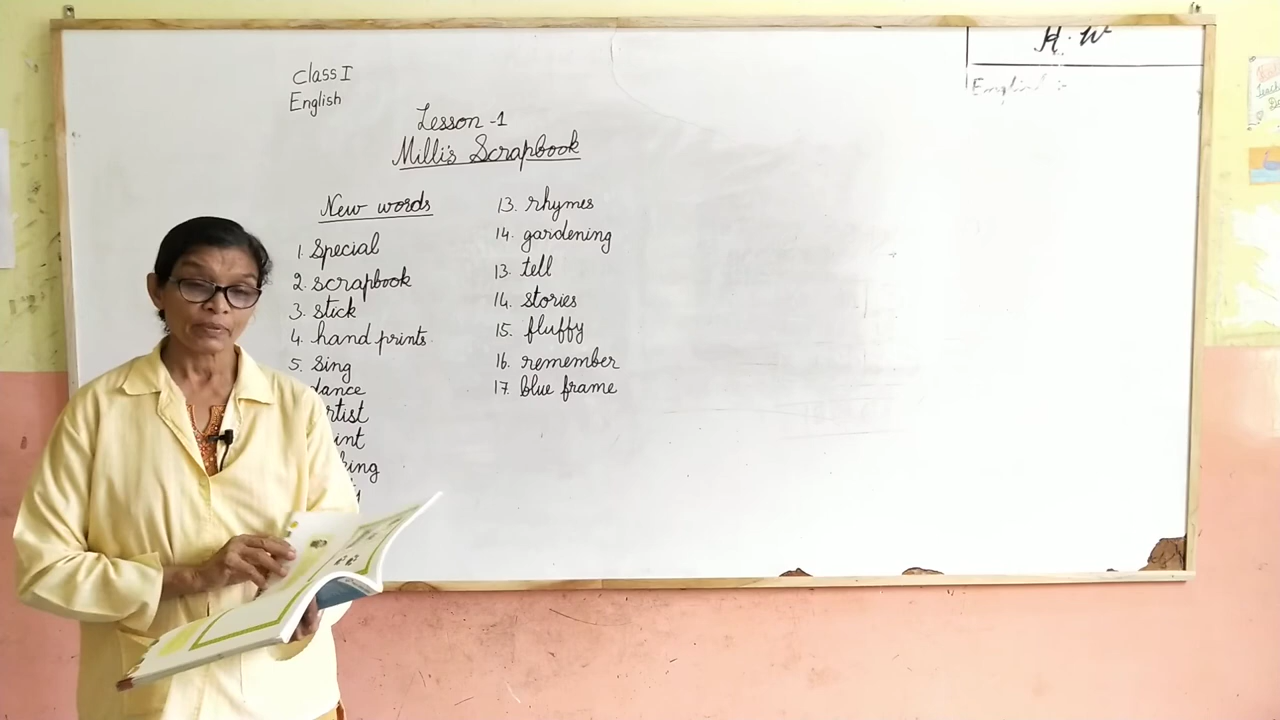 Class I
English
Lesson -1
Milli's Scrapbook
New words
1. Special
2. scrapbook
3. stick
4. hand prints.
5. Sing
dance
13. rhymes
14. gardening
13. tell
14. stories
15. fluffy
16. remember
17. blue frame
H.W